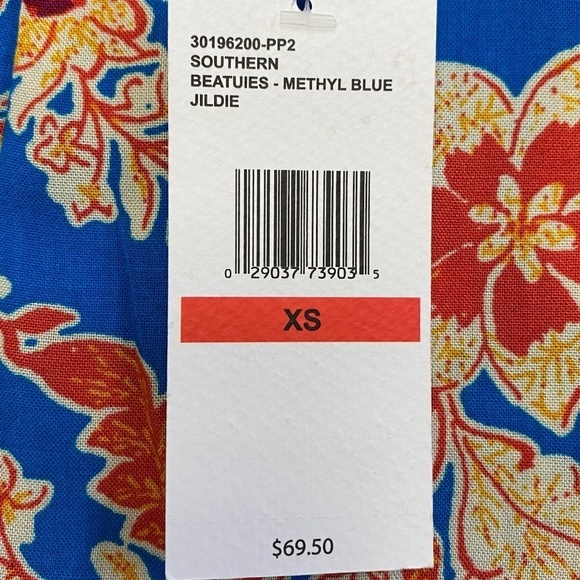 30196200-PP2
SOUTHERN
BEATUIES - METHYL BLUE
JILDIE
0 29037 73903 5
XS
$69.50